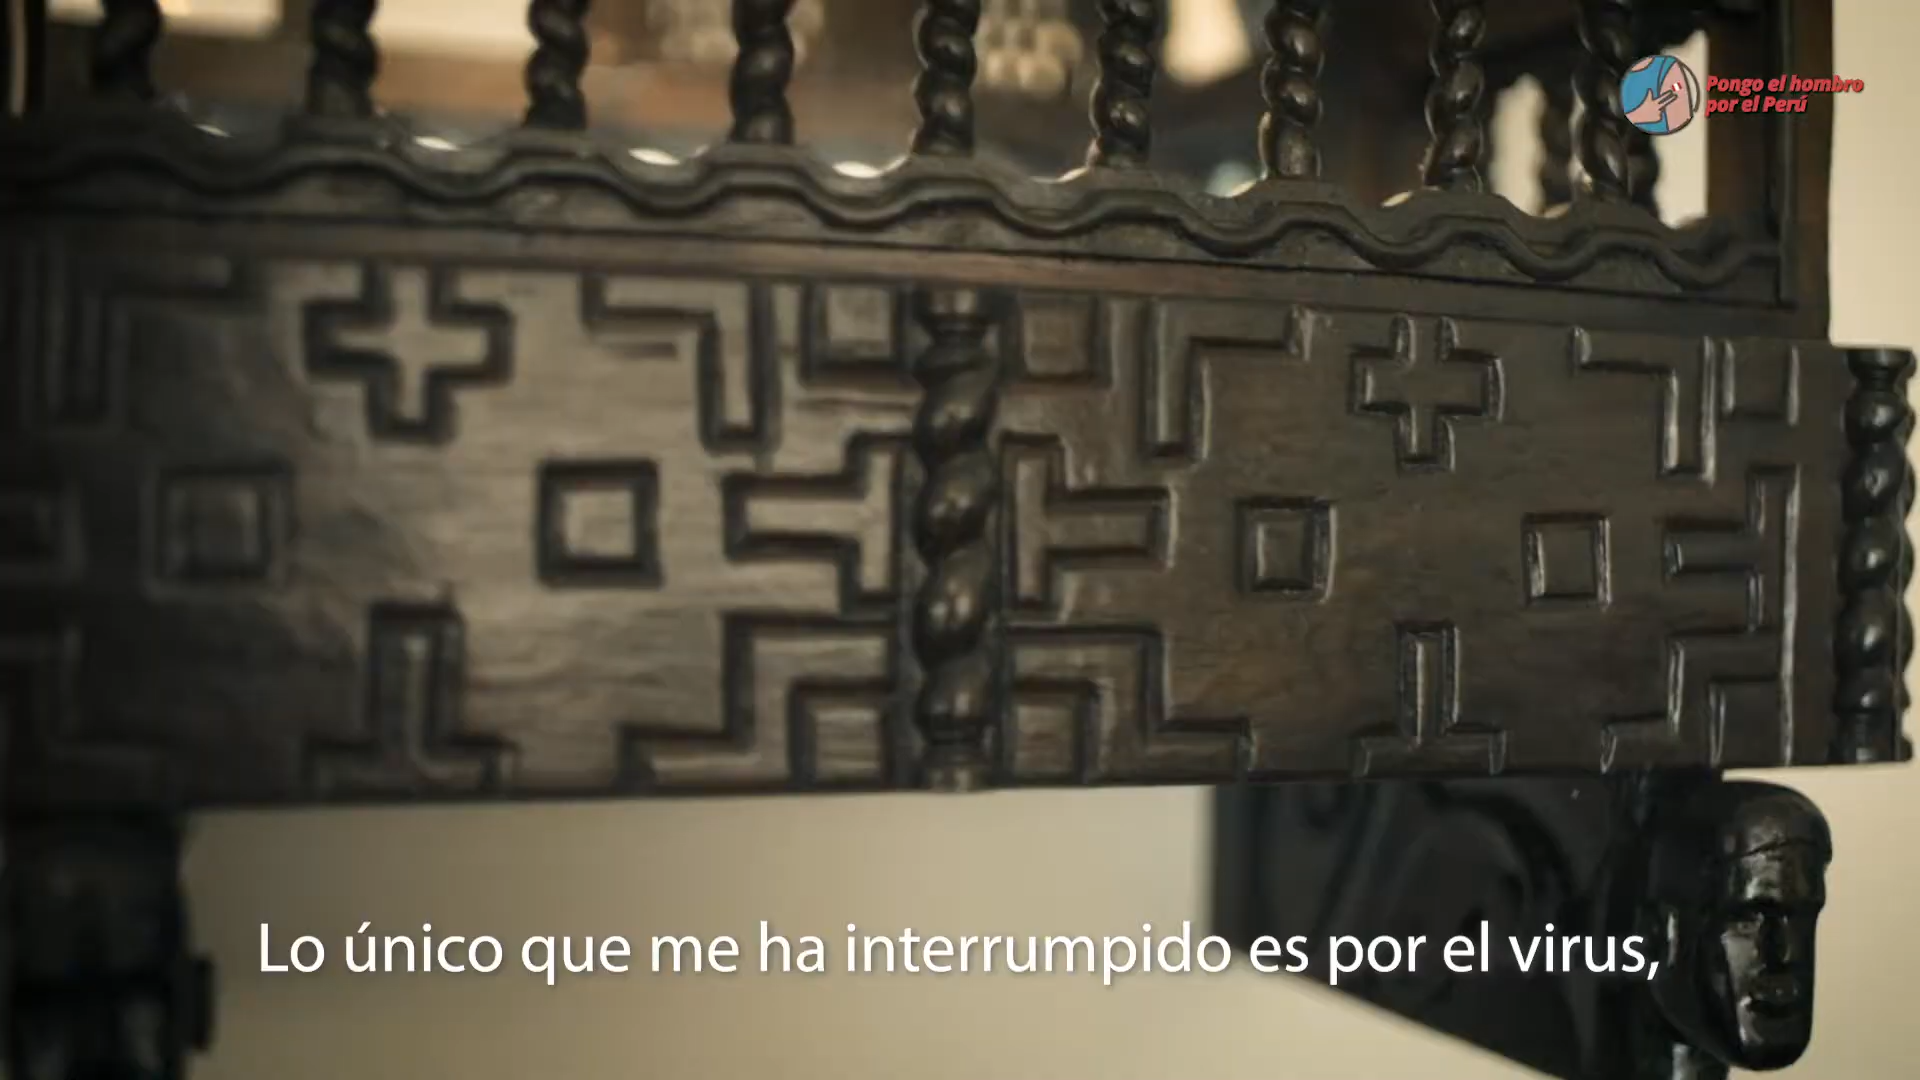 Pongo el hombro
por el Perú
Lo único que me ha interrumpido es por el virus,